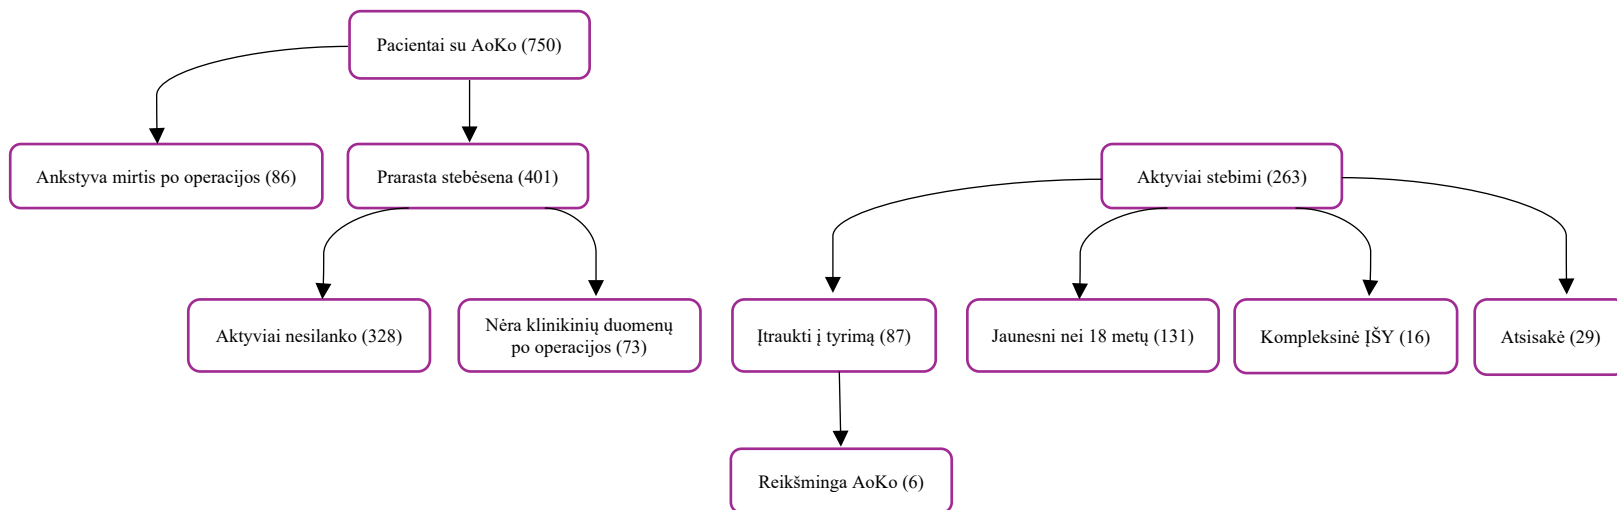 Pacientai su AoKo (750)
Ankstyva mirtis po operacijos (86)
Prarasta stebėsena (401)
Aktyviai stebimi (263)
Aktyviai nesilanko (328)
Nėra klinikinių duomenų
po operacijos (73)
Įtraukti į tyrimą (87)
Jaunesni nei 18 metų (131)
Kompleksinė ĮŠY (16)
Atsisakė (29)
Reikšminga AoKo (6)